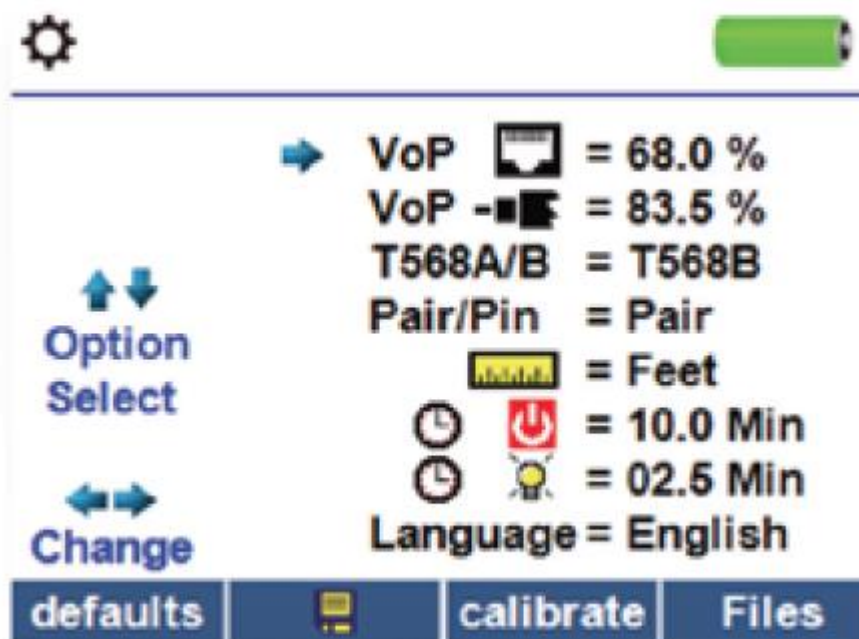 VoP = 68.0 %
VoP = 83.5 %
T568A/B = T568B
Pair/Pin = Pair
= Feet
= 10.0 Min
= 02.5 Min
Language = English
Option
Select
Change
defaults calibrate Files